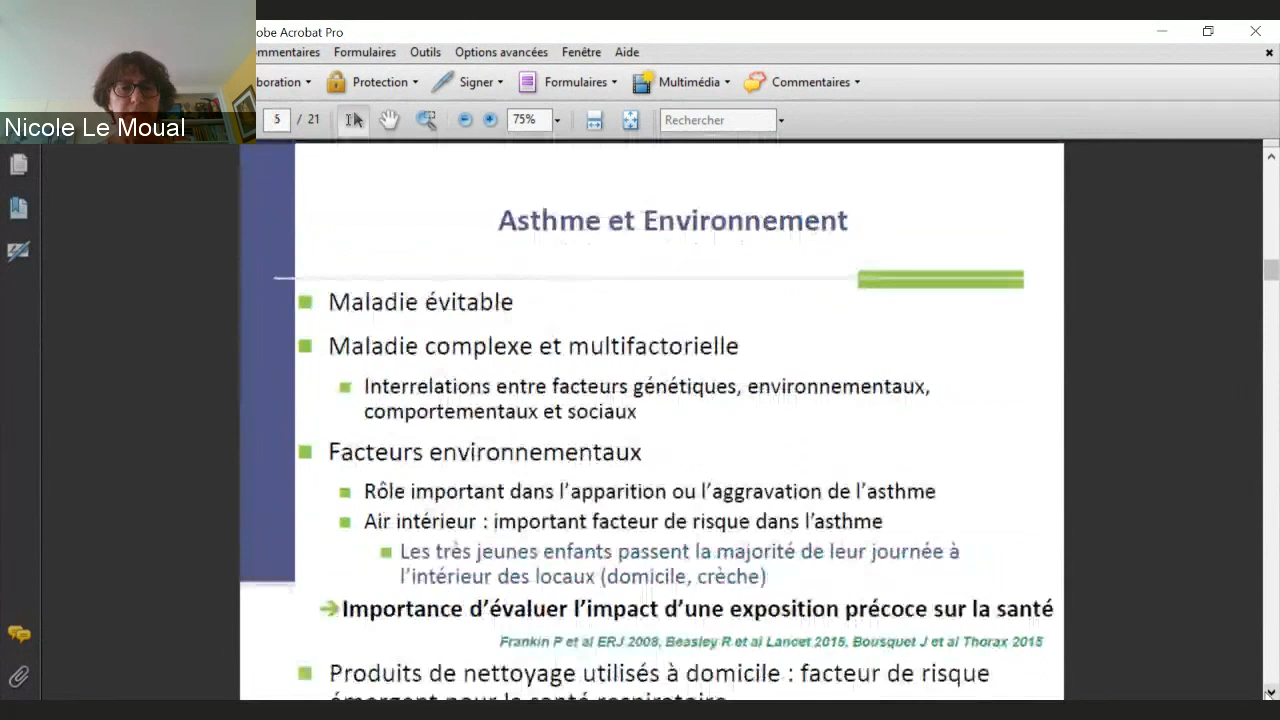 obe Acrobat Pro
mmentaires Formulaires Outils Options avancées Fenêtre Aide
boration Protection Signer Formulaires Multimédia Commentaires
5 / 21 75% Rechercher
Nicole Le Moual
Asthme et Environnement
Maladie évitable
Maladie complexe et multifactorielle
Interrelations entre facteurs génétiques, environnementaux,
comportementaux et sociaux
Facteurs environnementaux
Rôle important dans l’apparition ou l’aggravation de l’asthme
Air intérieur : important facteur de risque dans l’asthme
Les très jeunes enfants passent la majorité de leur journée à
l’intérieur des locaux (domicile, crèche)
➔Importance d’évaluer l’impact d’une exposition précoce sur la santé
Frankin P et al ERJ 2008, Beasley R et al Lancet 2015, Bousquet J et al Thorax 2015
Produits de nettoyage utilisés à domicile : facteur de risque
émergent pour la santé respiratoire